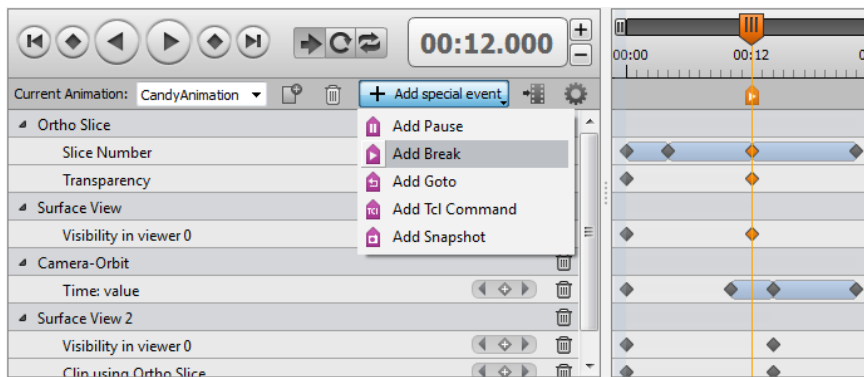 00:12.000
00:00 00:12
Current Animation: CandyAnimation Add special event
Ortho Slice
Add Pause
Slice Number
Add Break
Transparency
Add Goto
Surface View
Add Tcl Command
TCl
Visibility in viewer 0
Add Snapshot
Camera-Orbit
Time: value
Surface View 2
Visibility in viewer 0
Clip using Ortho Slice